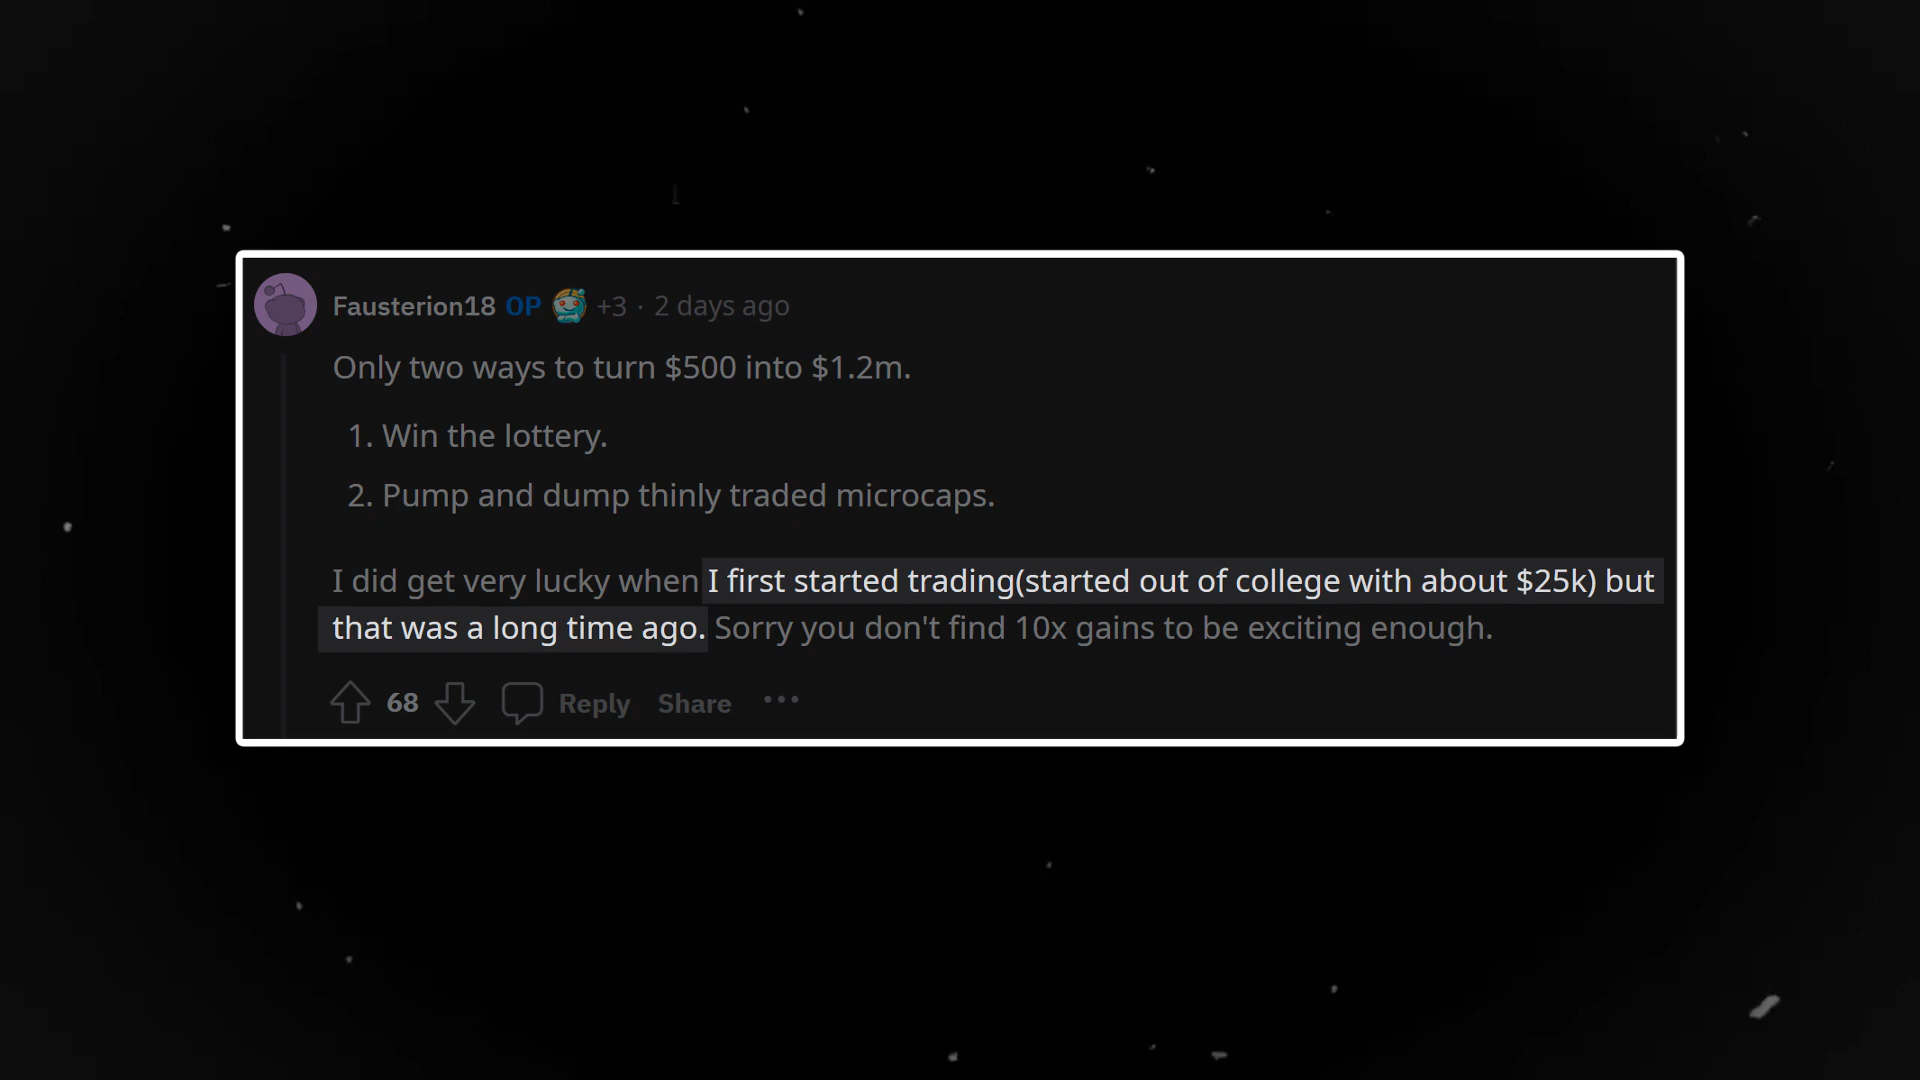 Fausterion18 OP +3 · 2 days ago
Only two ways to turn $500 into $1.2m.
1. Win the lottery.
2. Pump and dump thinly traded microcaps.
I did get very lucky when I first started trading(started out of college with about $25k) but
that was a long time ago. Sorry you don't find 10x gains to be exciting enough.
68 Reply Share ···